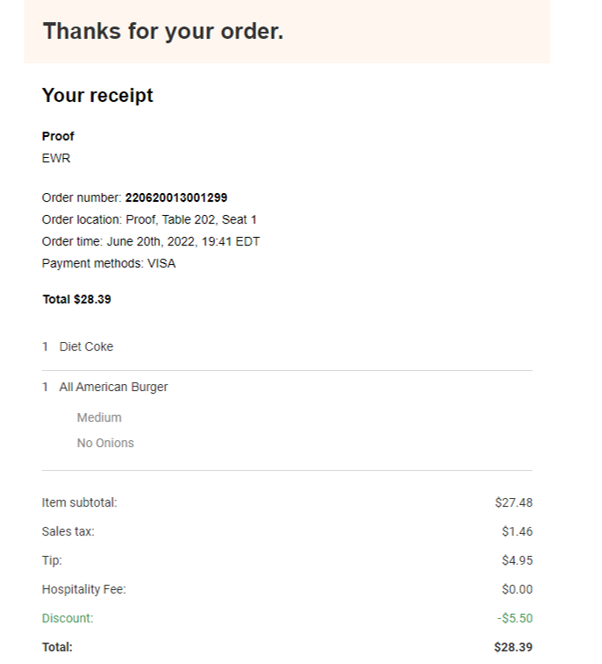 Thanks for your order.
Your receipt
Proof
EWR
Order number: 220620013001299
Order location: Proof, Table 202, Seat 1
Order time: June 20th, 2022, 19:41 EDT
Payment methods: VISA
Total $28.39
1 Diet Coke
1 All American Burger
Medium
No Onions
Item subtotal: $27.48
Sales tax: $1.46
Tip: $4.95
Hospitality Fee: $0.00
Discount: -$5.50
Total: $28.39